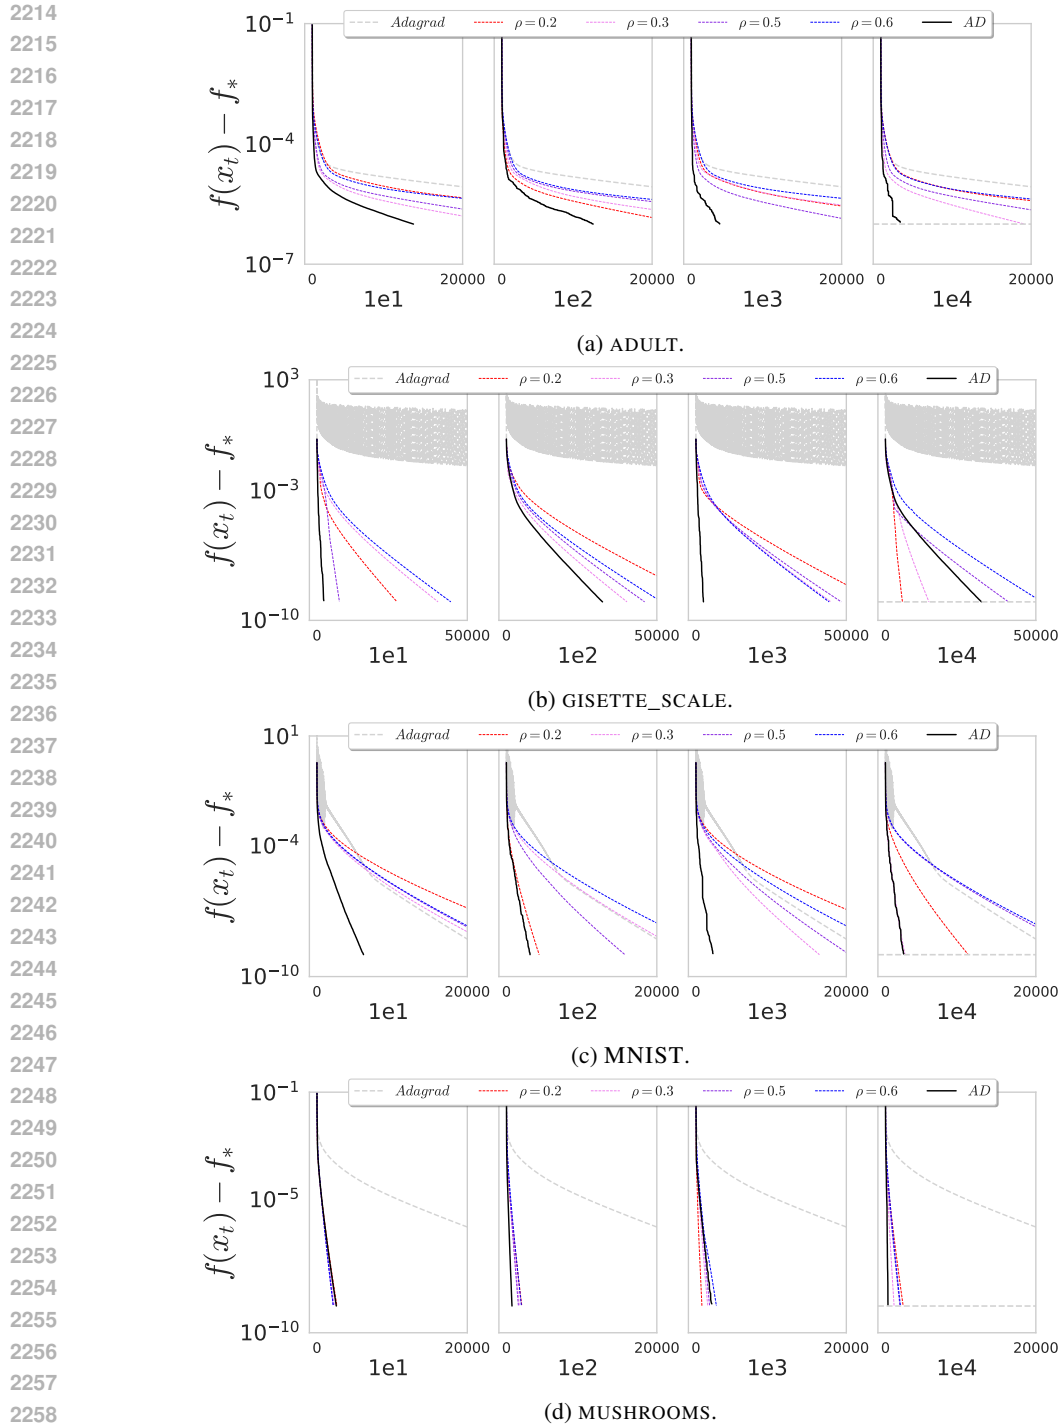 2214
2215
2216
2217
2218
2219
2220
2221
2222
2223
2224
2225
2226
2227
2228
2229
2230
2231
2232
2233
2234
2235
2236
2237
2238
2239
2240
2241
2242
2243
2244
2245
2246
2247
2248
2249
2250
2251
2252
2253
2254
2255
2256
2257
2258
Adagrad ρ = 0.2 ρ = 0.3 ρ = 0.5 ρ = 0.6 AD
f(x_t) − f_*
10^{-1}
10^{-4}
10^{-7}
0 20000 0 20000 0 20000 0 20000
1e1 1e2 1e3 1e4
(a) ADULT.
Adagrad ρ = 0.2 ρ = 0.3 ρ = 0.5 ρ = 0.6 AD
f(x_t) − f_*
10^{3}
10^{-3}
10^{-10}
0 50000 0 50000 0 50000 0 50000
1e1 1e2 1e3 1e4
(b) GISETTE_SCALE.
Adagrad ρ = 0.2 ρ = 0.3 ρ = 0.5 ρ = 0.6 AD
f(x_t) − f_*
10^{1}
10^{-4}
10^{-10}
0 20000 0 20000 0 20000 0 20000
1e1 1e2 1e3 1e4
(c) MNIST.
Adagrad ρ = 0.2 ρ = 0.3 ρ = 0.5 ρ = 0.6 AD
f(x_t) − f_*
10^{-1}
10^{-5}
10^{-10}
0 20000 0 20000 0 20000 0 20000
1e1 1e2 1e3 1e4
(d) MUSHROOMS.